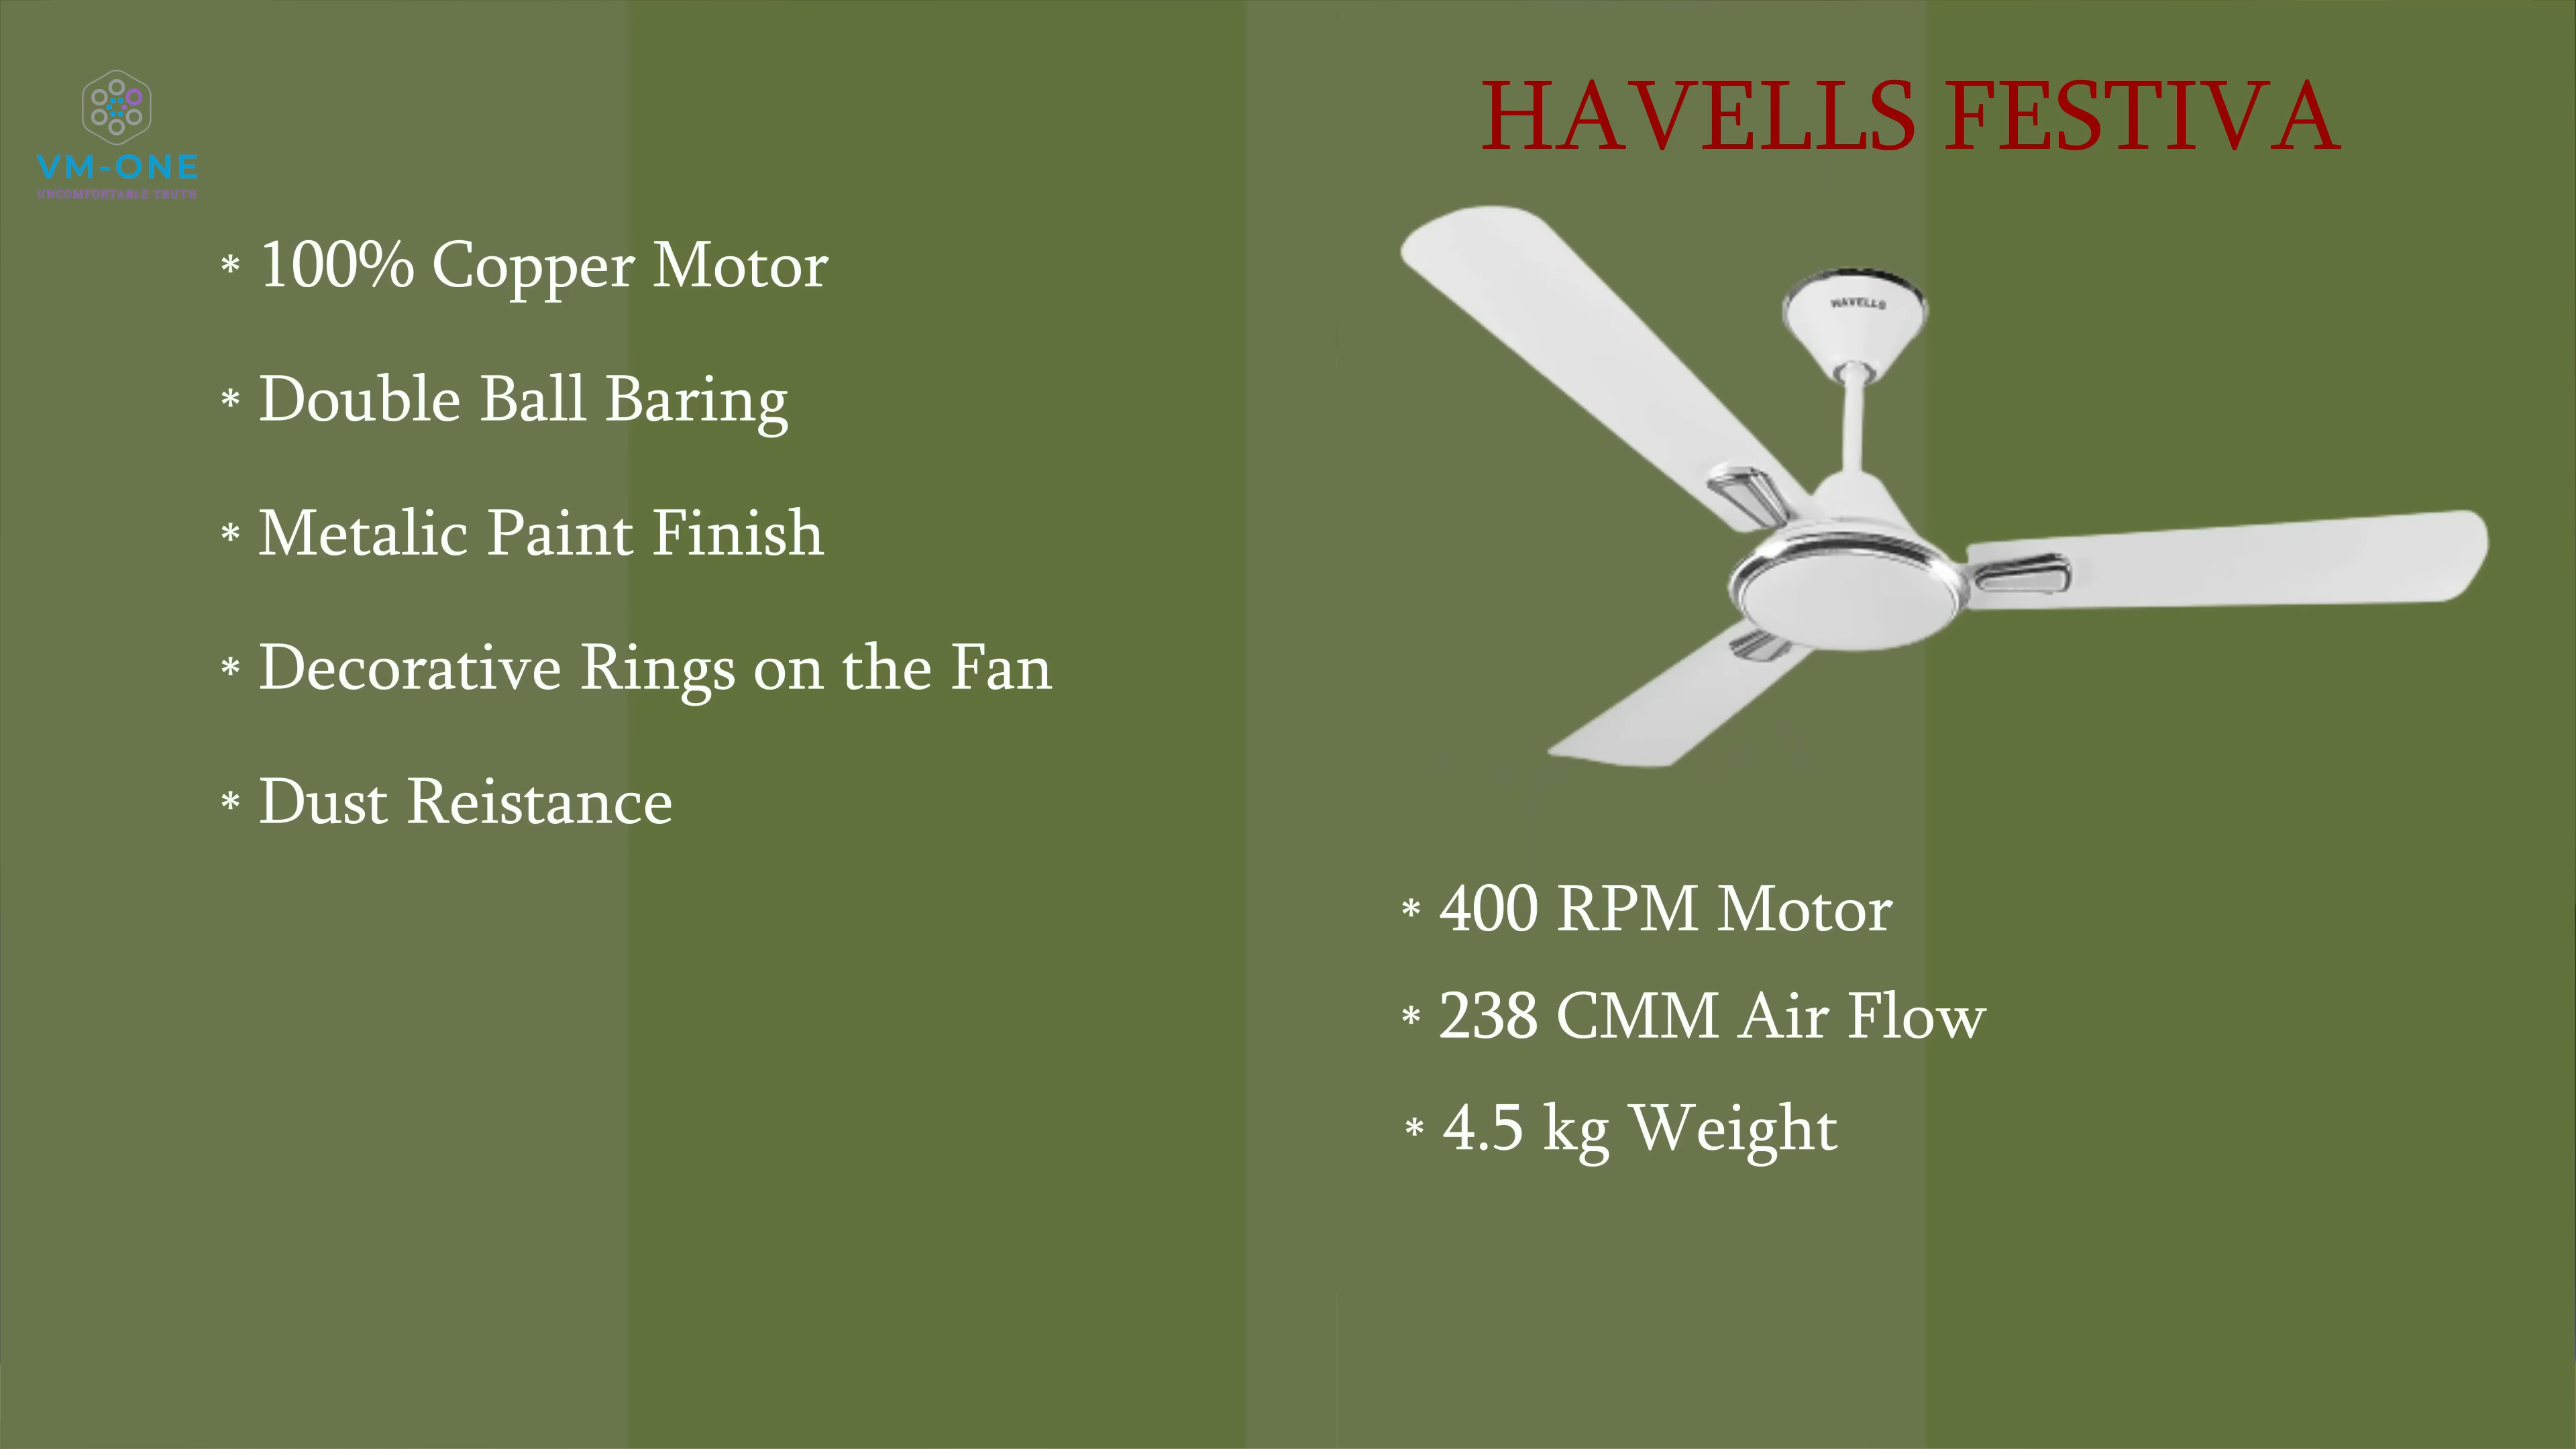 VM-ONE
UNCOMFORTABLE TRUTH
HAVELLS FESTIVA
* 100% Copper Motor
* Double Ball Baring
* Metalic Paint Finish
* Decorative Rings on the Fan
* Dust Reistance
HAVELLS
* 400 RPM Motor
* 238 CMM Air Flow
* 4.5 kg Weight